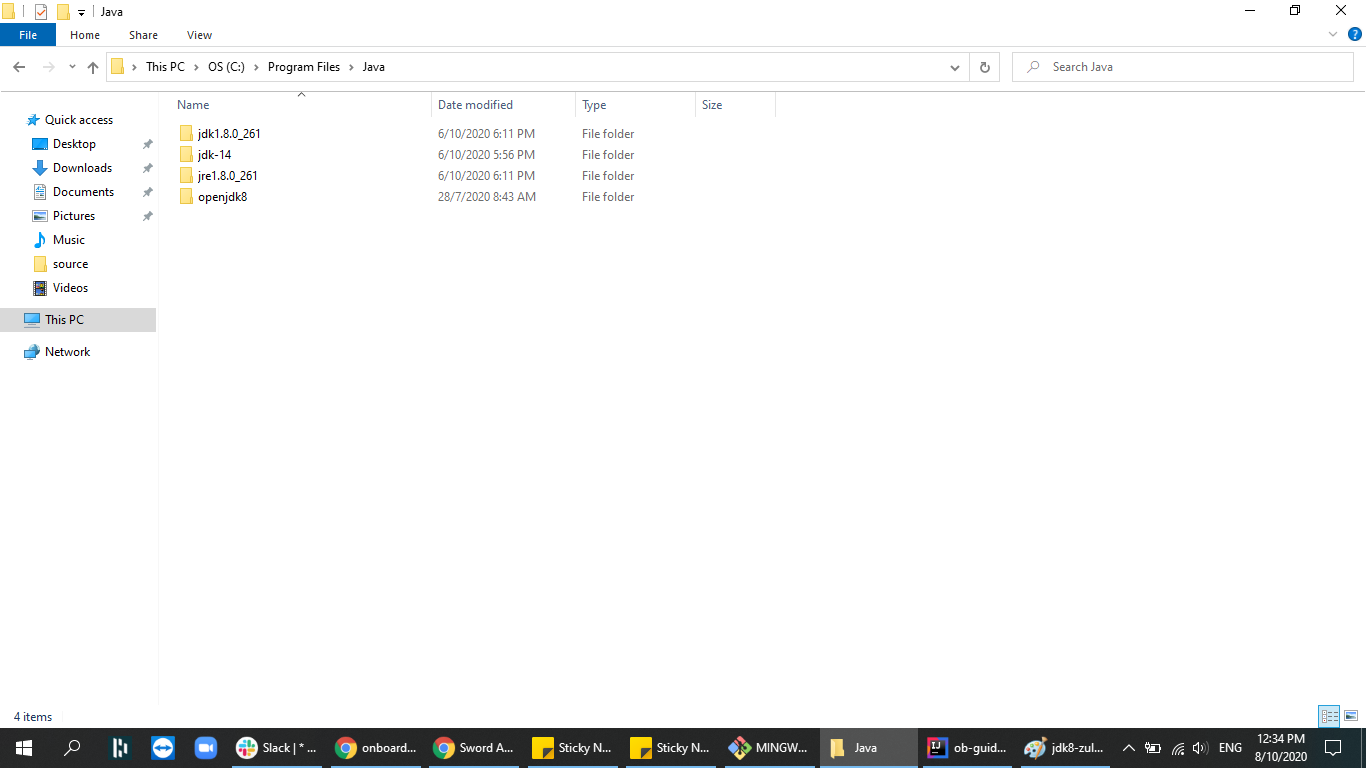 Java
File Home Share View
This PC > OS (C:) > Program Files > Java
Search Java
Name Date modified Type Size
Quick access
Desktop
Downloads
Documents
Pictures
Music
source
Videos
This PC
Network
jdk1.8.0_261 6/10/2020 6:11 PM File folder
jdk-14 6/10/2020 5:56 PM File folder
jre1.8.0_261 6/10/2020 6:11 PM File folder
openjdk8 28/7/2020 8:43 AM File folder
4 items
Slack | * ... onboard... Sword A... Sticky N... Sticky N... MINGW... Java ob-guid... jdk8-zul... ENG
12:34 PM
8/10/2020